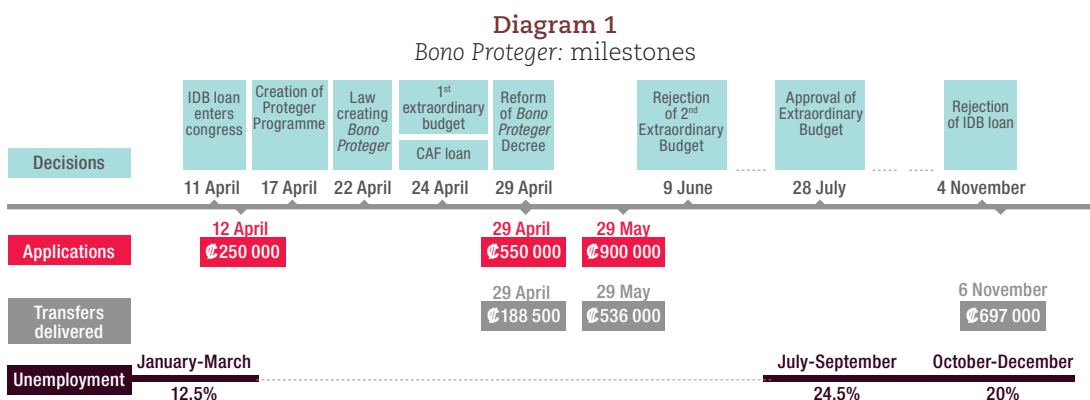 Diagram 1
Bono Proteger: milestones
IDB loan
enters
congress
Creation of
Proteger
Programme
Law
creating
Bono
Proteger
1st
extraordinary
budget
CAF loan
Reform
of Bono
Proteger
Decree
Rejection
of 2nd
Extraordinary
Budget
Approval of
Extraordinary
Budget
Rejection
of IDB loan
Decisions
11 April
17 April
22 April
24 April
29 April
9 June
28 July
4 November
12 April
29 April
29 May
Applications
₡250 000
₡550 000
₡900 000
29 April
29 May
6 November
Transfers
delivered
₡188 500
₡536 000
₡697 000
January-March
July-September
October-December
Unemployment
12.5%
24.5%
20%